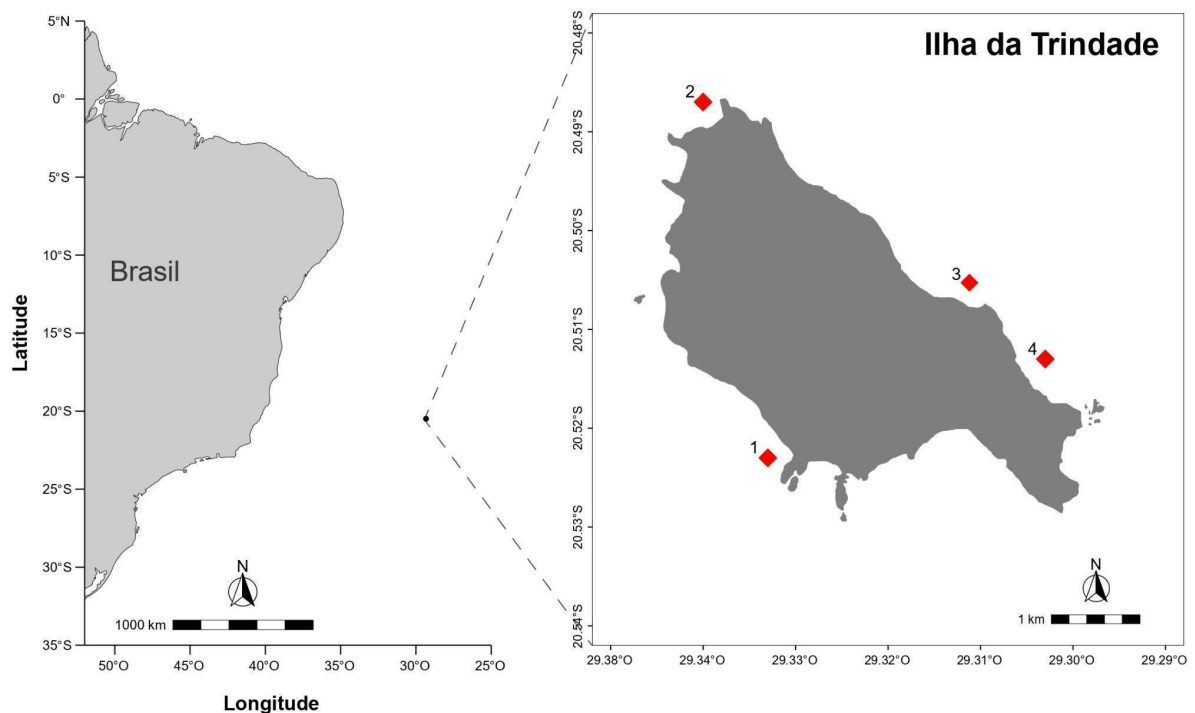 5°N
0°
5°S
10°S
15°S
20°S
25°S
30°S
35°S
Latitude
Brasil
N
1000 km
50°O
45°O
40°O
35°O
30°O
25°O
Longitude
Ilha da Trindade
20.48°S
20.49°S
20.50°S
20.51°S
20.52°S
20.53°S
20.54°S
2
3
4
1
N
1 km
29.38°O
29.34°O
29.33°O
29.32°O
29.31°O
29.30°O
29.29°O